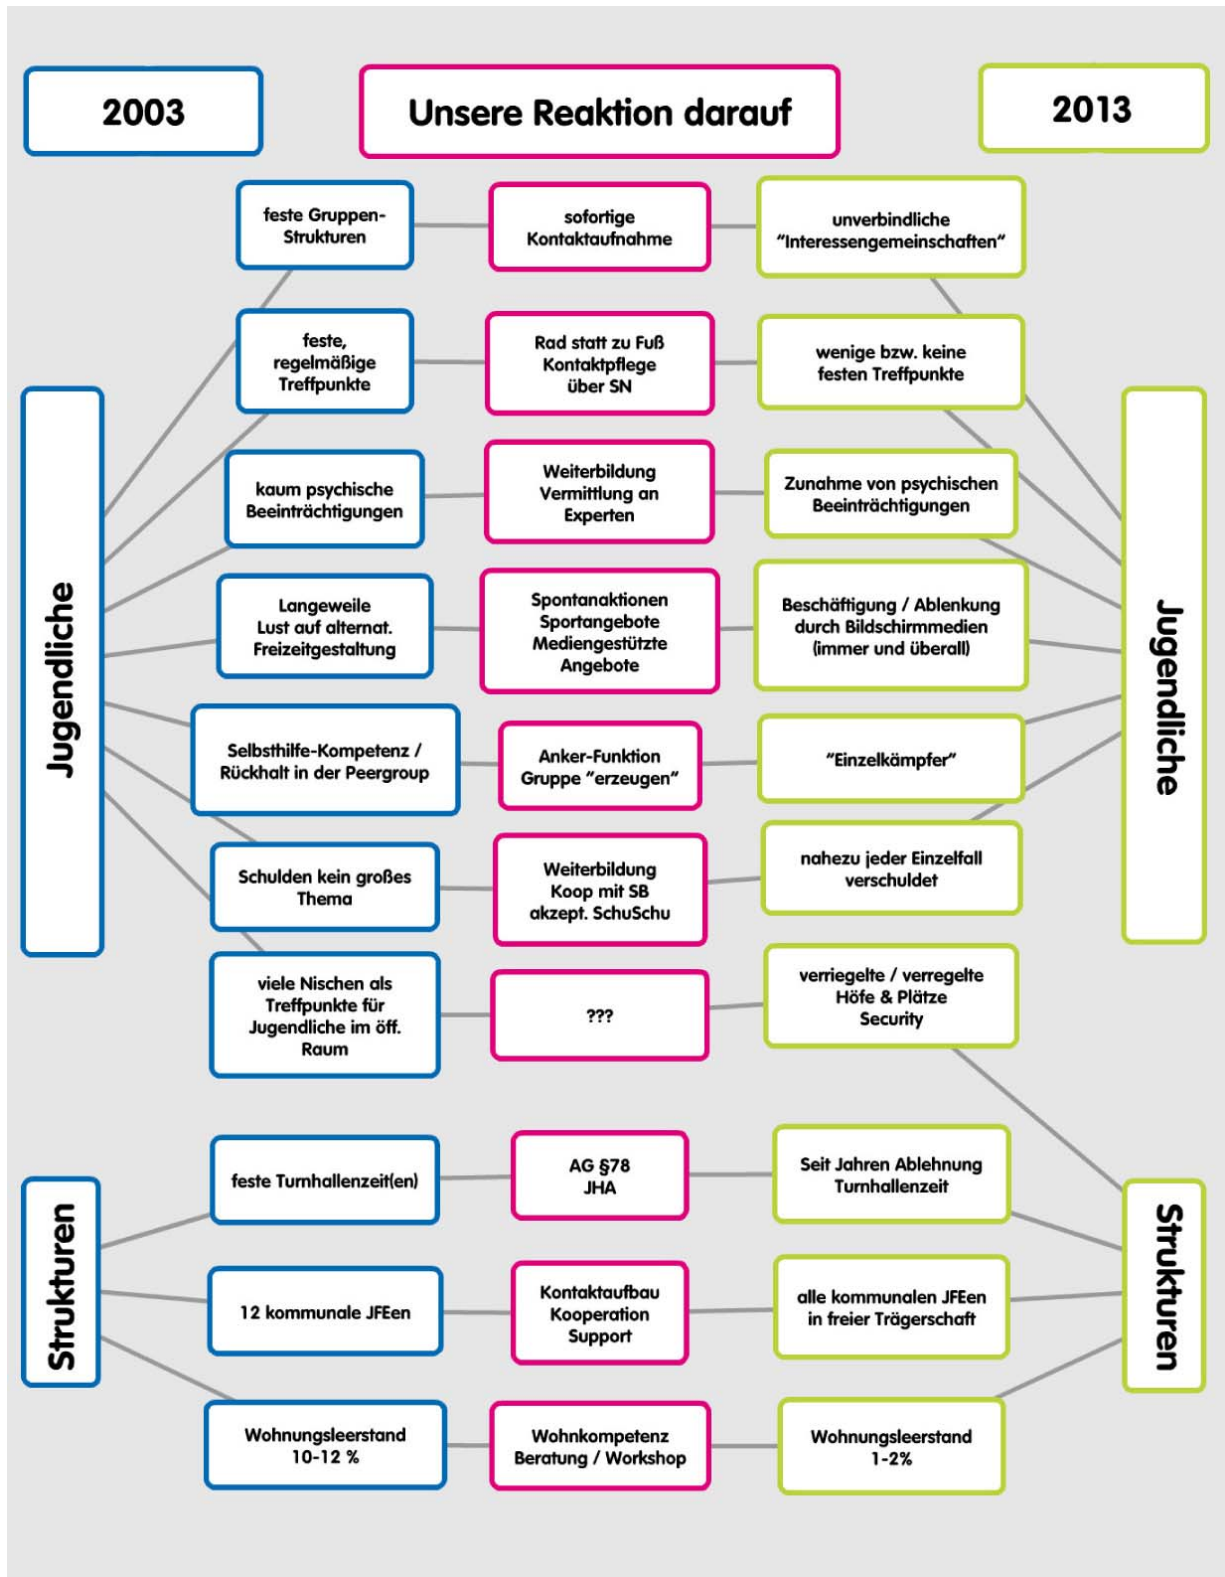 2003
Unsere Reaktion darauf
2013
Jugendliche
feste Gruppen-
Strukturen
sofortige
Kontaktaufnahme
unverbindliche
“Interessengemeinschaften”
feste,
regelmäßige
Treffpunkte
Rad statt zu Fuß
Kontaktpflege
über SN
wenige bzw. keine
festen Treffpunkte
kaum psychische
Beeinträchtigungen
Weiterbildung
Vermittlung an
Experten
Zunahme von psychischen
Beeinträchtigungen
Langeweile
Lust auf alternat.
Freizeitgestaltung
Spontanaktionen
Sportangebote
Mediengestützte
Angebote
Beschäftigung / Ablenkung
durch Bildschirmmedien
(immer und überall)
Selbsthilfe-Kompetenz /
Rückhalt in der Peergroup
Anker-Funktion
Gruppe “erzeugen”
“Einzelkämpfer”
Schulden kein großes
Thema
Weiterbildung
Koop mit SB
akzept. SchuSchu
nahezu jeder Einzelfall
verschuldet
viele Nischen als
Treffpunkte für
Jugendliche im öff.
Raum
???
verriegelte / verregelte
Höfe & Plätze
Security
Jugendliche
Strukturen
feste Turnhallenzeit(en)
AG §78
JHA
Seit Jahren Ablehnung
Turnhallenzeit
12 kommunale JFEen
Kontaktaufbau
Kooperation
Support
alle kommunalen JFEen
in freier Trägerschaft
Wohnungsleerstand
10-12 %
Wohnkompetenz
Beratung / Workshop
Wohnungsleerstand
1-2%
Strukturen